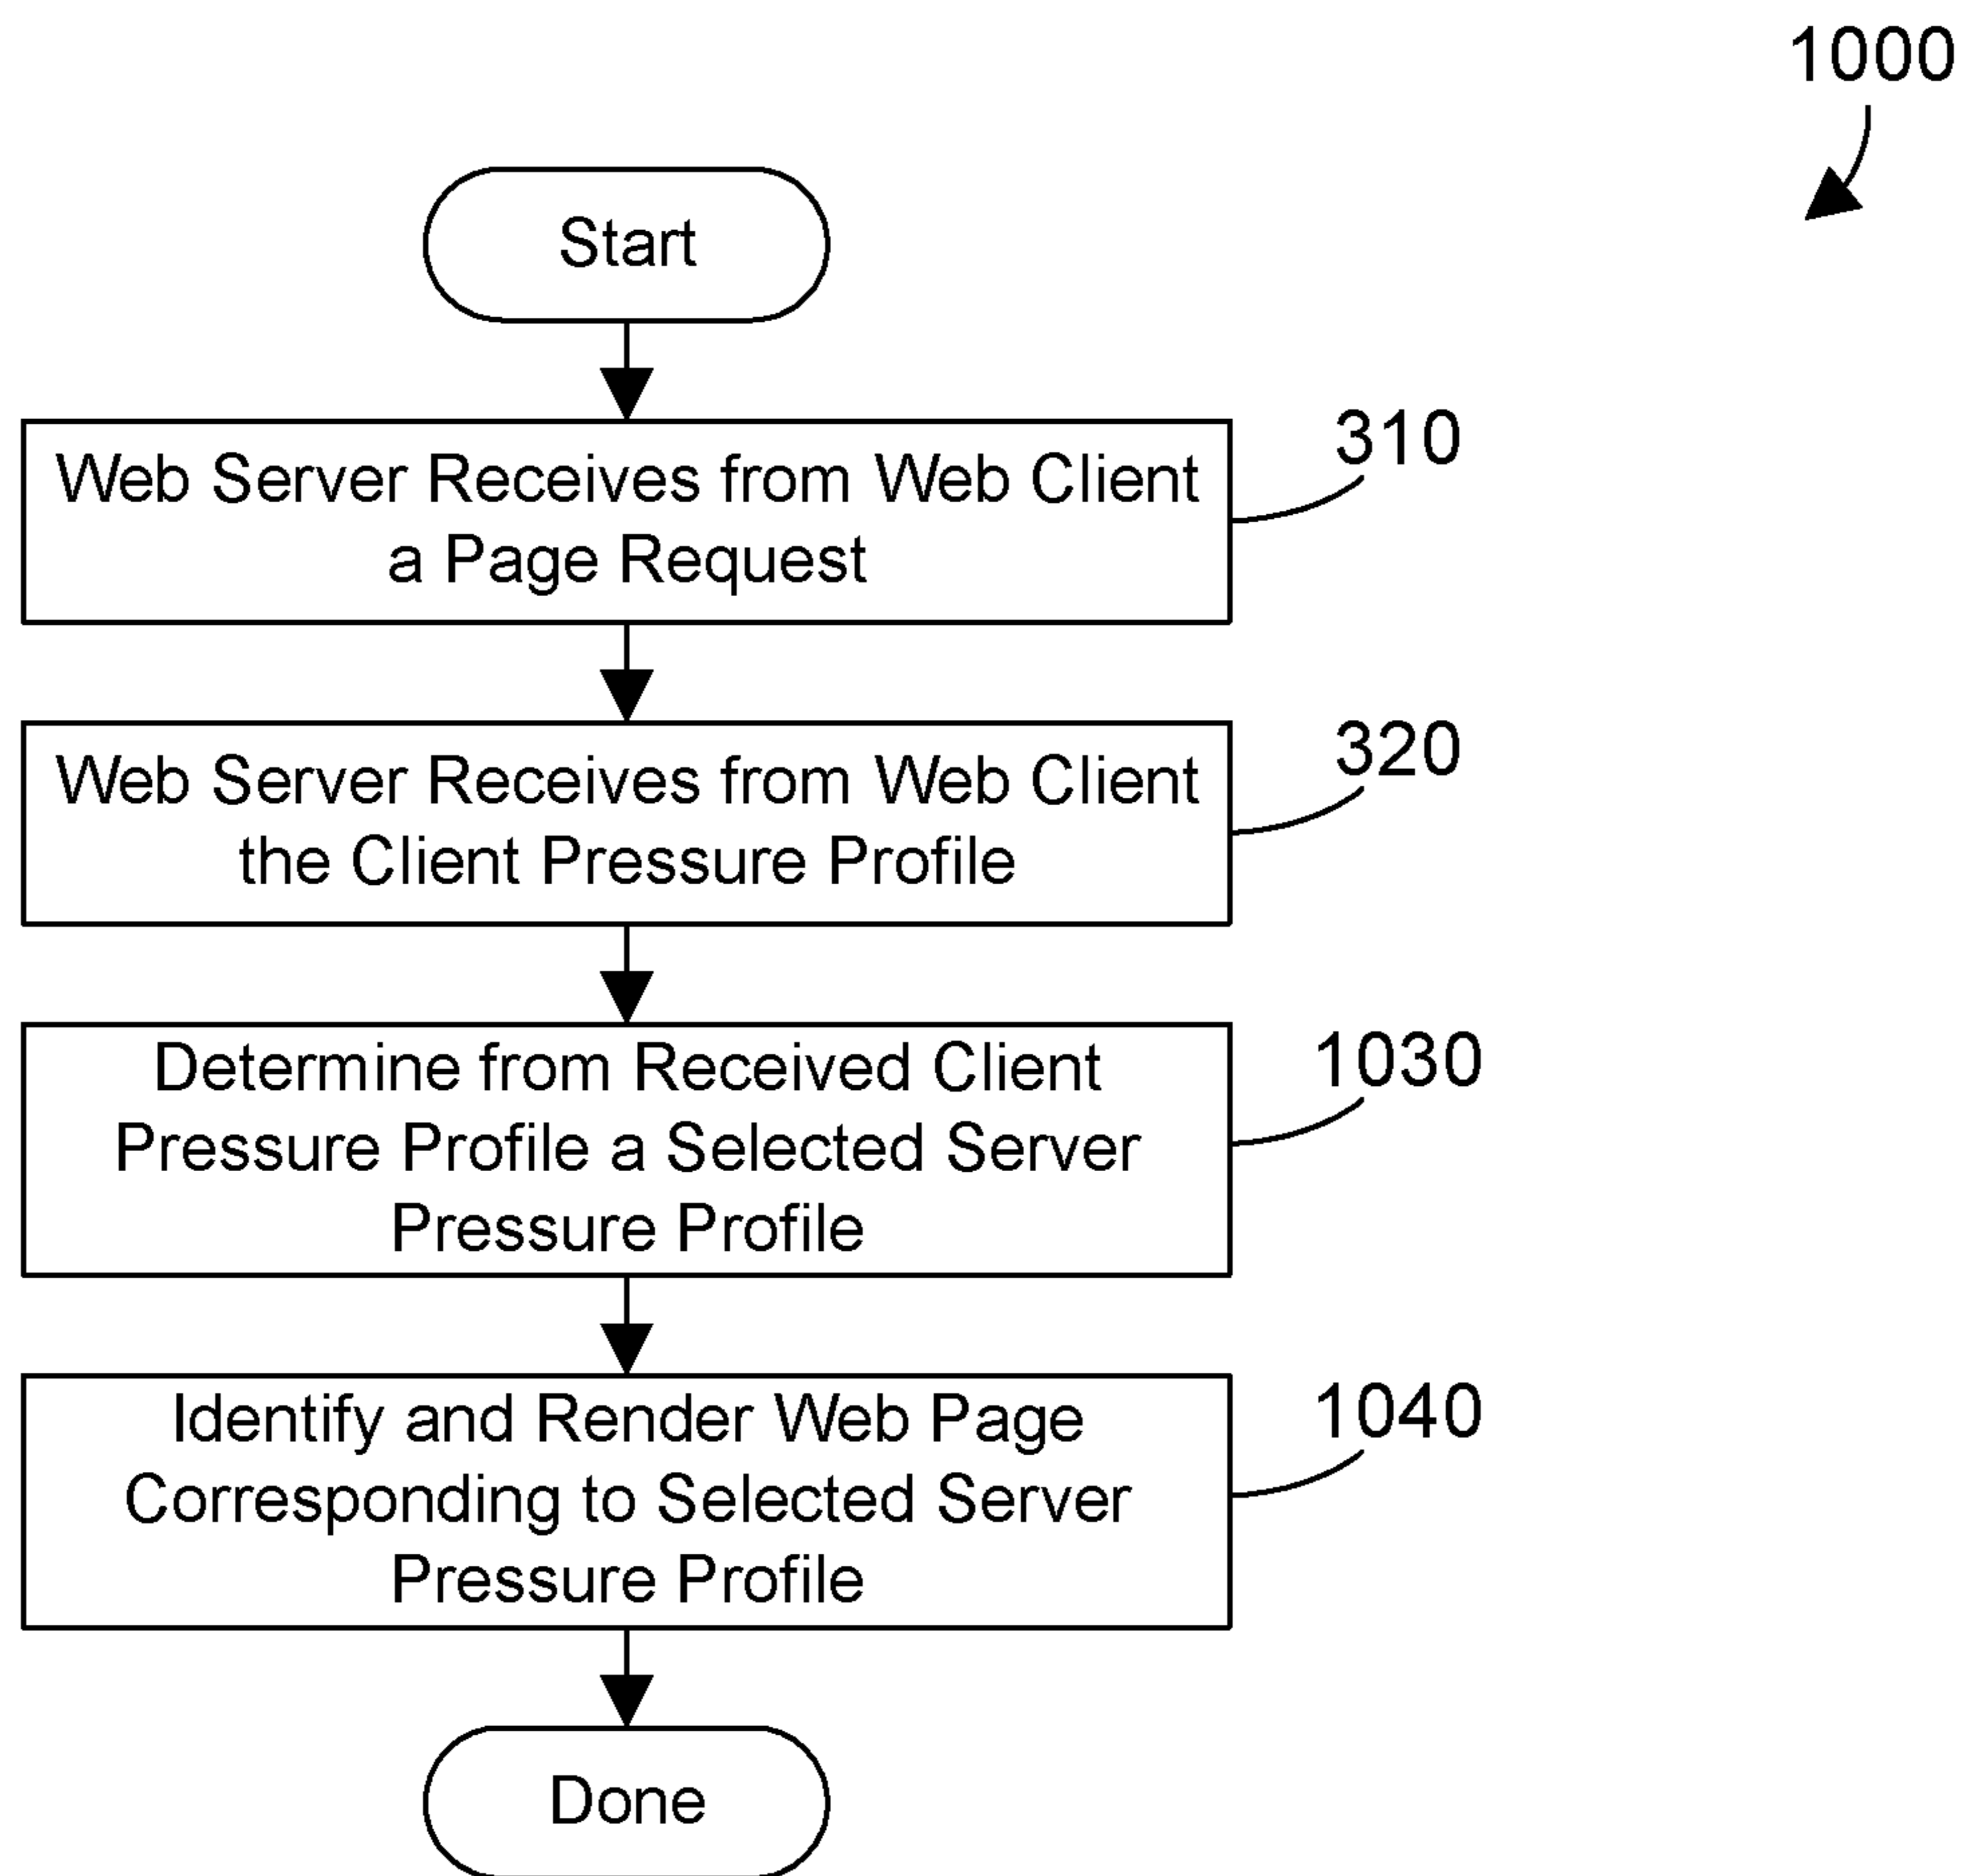 1000
Start
Web Server Receives from Web Client
a Page Request
310
Web Server Receives from Web Client
the Client Pressure Profile
320
Determine from Received Client
Pressure Profile a Selected Server
Pressure Profile
1030
Identify and Render Web Page
Corresponding to Selected Server
Pressure Profile
1040
Done